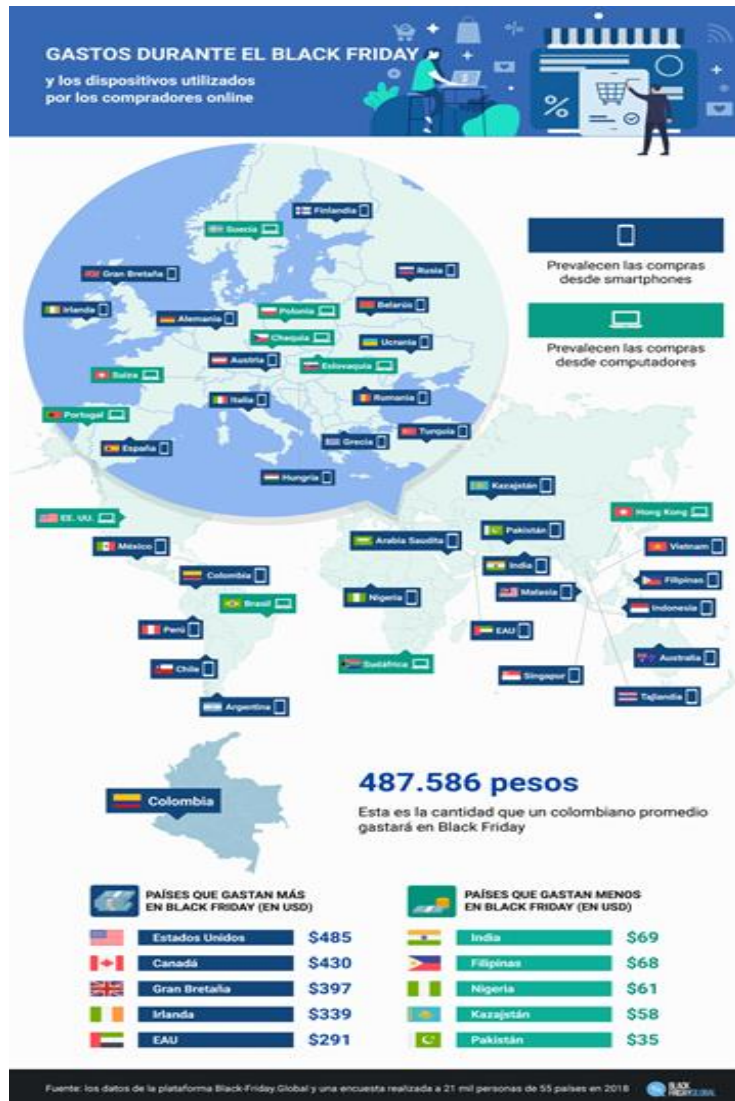 GASTOS DURANTE EL BLACK FRIDAY
y los dispositivos utilizados
por los compradores online
Finlandia
Suecia
Gran Bretaña
Rusia
Irlanda
Alemania
Polonia
Belarús
Chequia
Ucrania
Austria
Eslovaquia
Suiza
Italia
Rumania
Portugal
España
Grecia
Turquía
Hungría
Prevalecen las compras
desde smartphones
Prevalecen las compras
desde computadores
Kazajstán
EE. UU.
Hong Kong
México
Arabia Saudita
Pakistán
Vietnam
Colombia
India
Filipinas
Brasil
Nigeria
Malasia
Indonesia
Perú
EAU
Chile
Sudáfrica
Singapur
Australia
Argentina
Tajlandia
Colombia
487.586 pesos
Esta es la cantidad que un colombiano promedio
gastará en Black Friday
PAÍSES QUE GASTAN MÁS
EN BLACK FRIDAY (EN USD)
Estados Unidos $485
Canadá $430
Gran Bretaña $397
Irlanda $339
EAU $291
PAÍSES QUE GASTAN MENOS
EN BLACK FRIDAY (EN USD)
India $69
Filipinas $68
Nigeria $61
Kazajstán $58
Pakistán $35
Fuente: los datos de la plataforma Black-Friday.Global y una encuesta realizada a 21 mil personas de 55 países en 2018
BLACK
FRIDAYGLOBAL